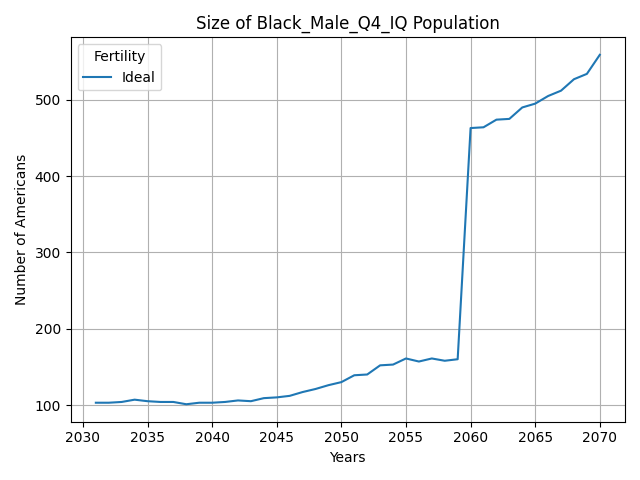 Size of Black_Male_Q4_IQ Population
Fertility
Ideal
Number of Americans
500
400
300
200
100
2030 2035 2040 2045 2050 2055 2060 2065 2070
Years